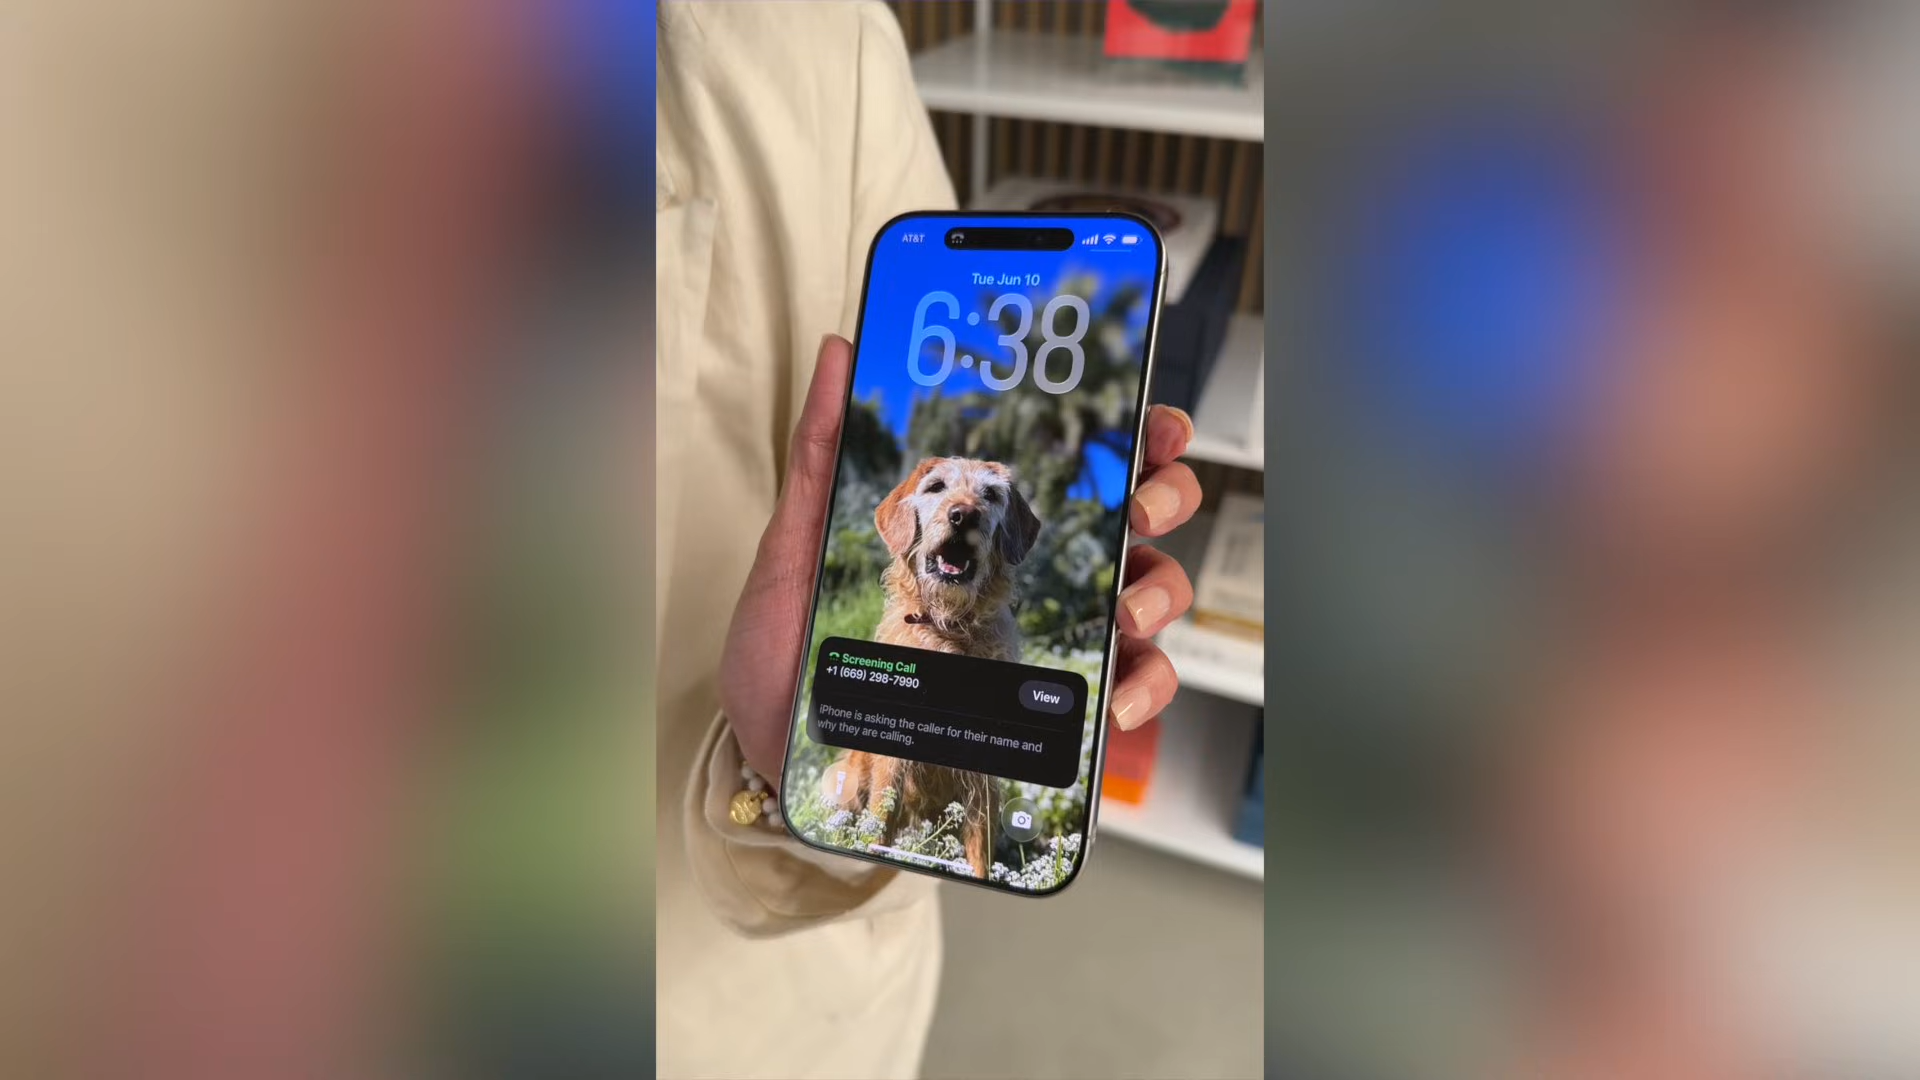 AT&T
Tue Jun 10
6:38
Screening Call
+1 (669) 298-7990
View
iPhone is asking the caller for their name and
why they are calling.